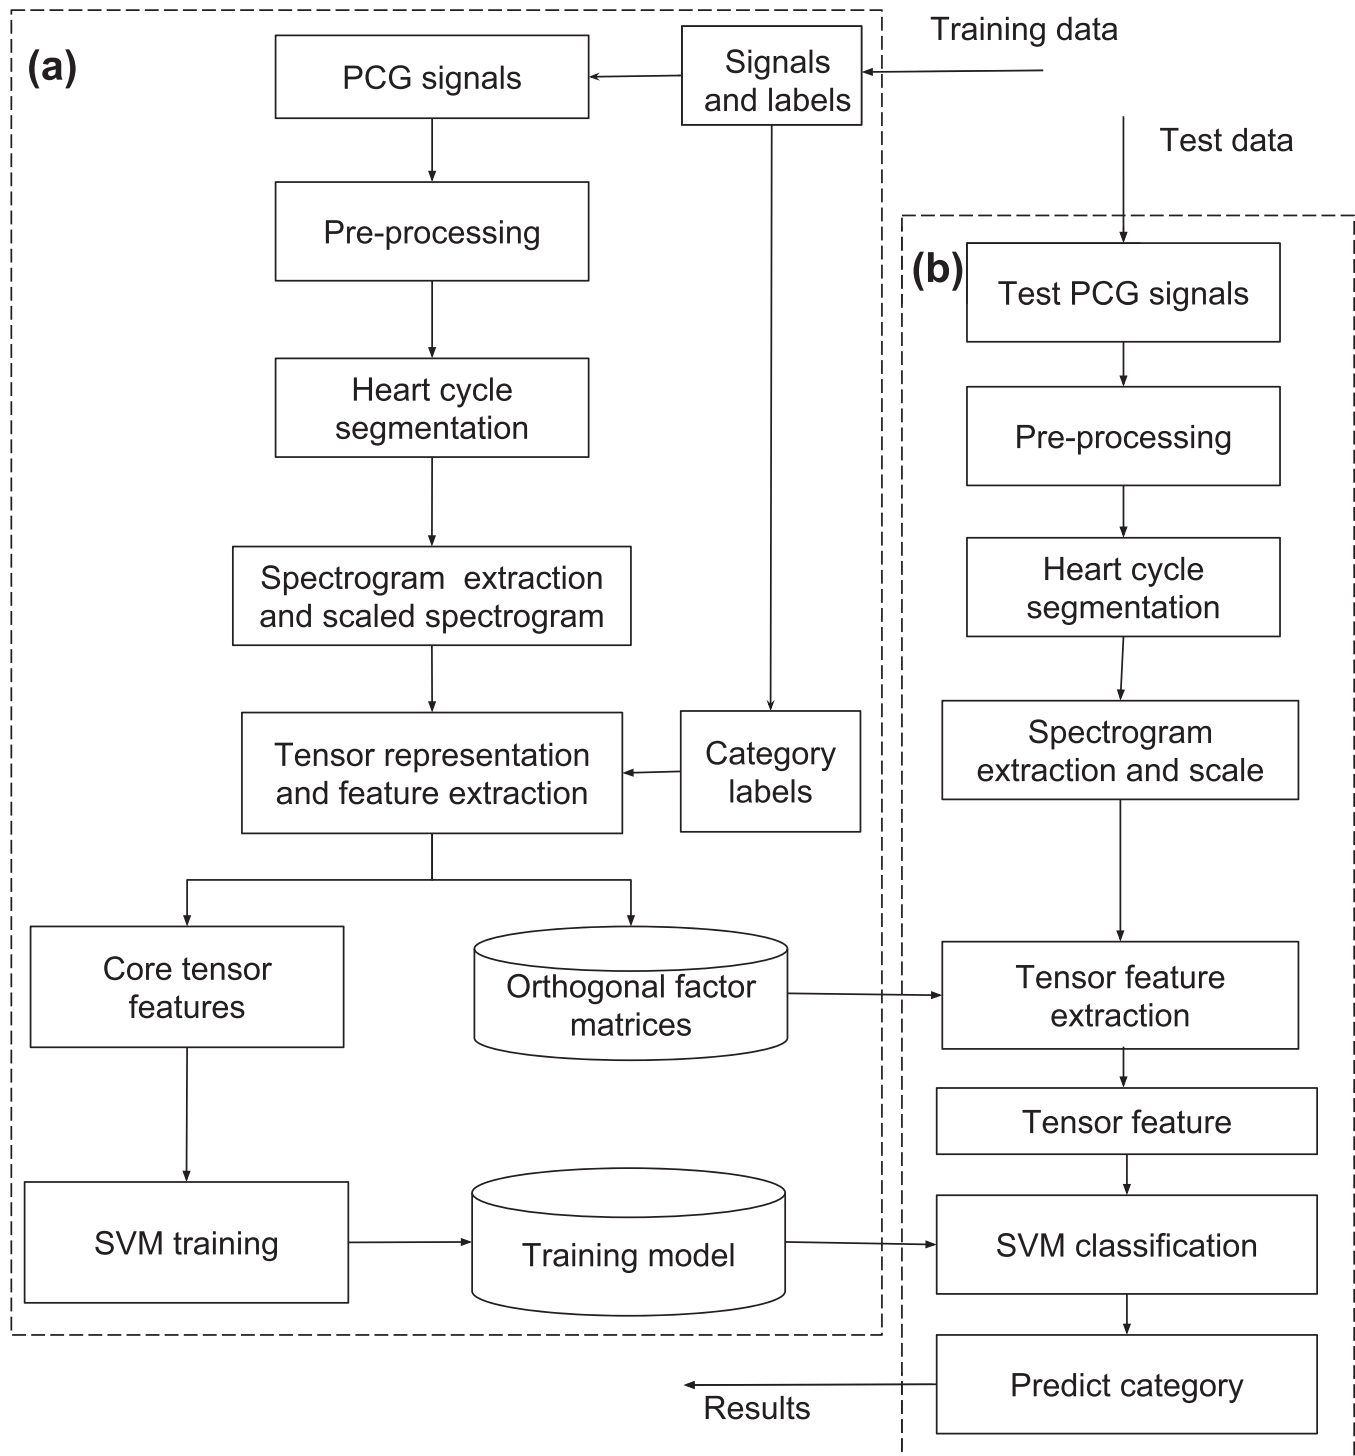 (a)
PCG signals
Signals
and labels
Training data
Test data
Pre-processing
Heart cycle
segmentation
Spectrogram extraction
and scaled spectrogram
Tensor representation
and feature extraction
Category
labels
Core tensor
features
Orthogonal factor
matrices
SVM training
Training model
(b)
Test PCG signals
Pre-processing
Heart cycle
segmentation
Spectrogram
extraction and scale
Tensor feature
extraction
Tensor feature
SVM classification
Predict category
Results